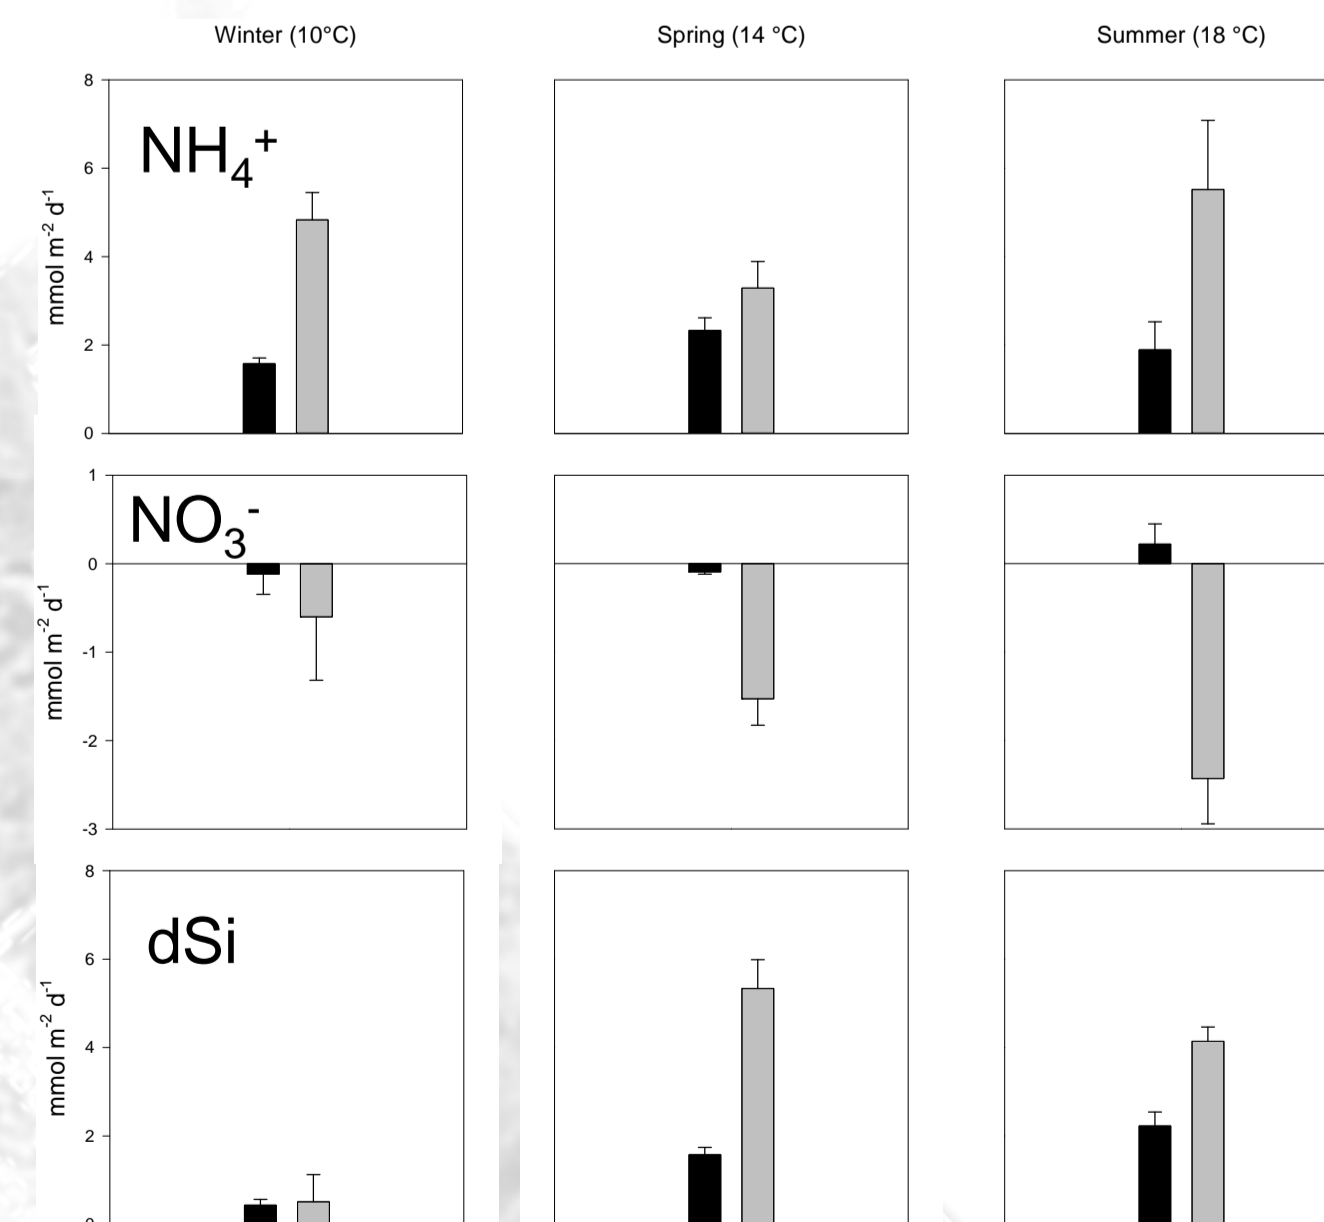 Winter (10°C) Spring (14 °C) Summer (18 °C)
8
NH₄⁺
6
mmol m⁻² d⁻¹
4
2
0
1
NO₃⁻
0
mmol m⁻² d⁻¹
-1
-2
-3
8
dSi
6
mmol m⁻² d⁻¹
4
2